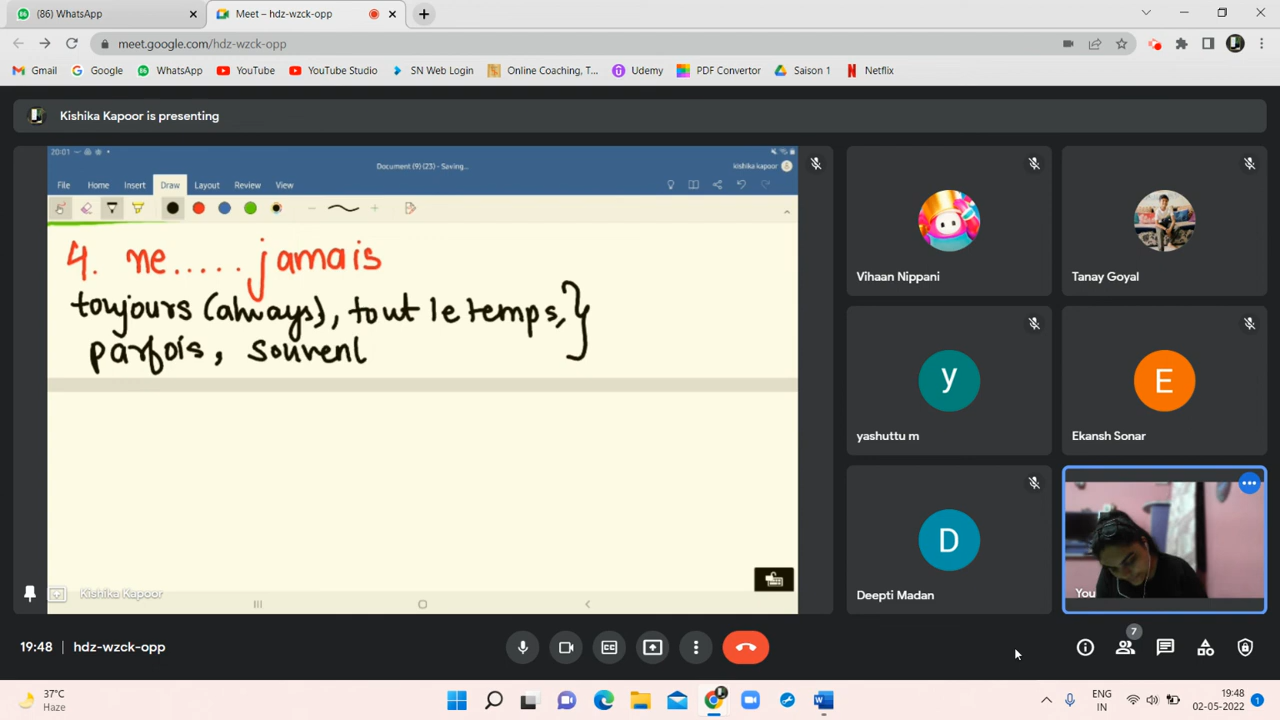 (86) WhatsApp
Meet – hdz-wzck-opp
meet.google.com/hdz-wzck-opp
Gmail
Google
WhatsApp
YouTube
YouTube Studio
SN Web Login
Online Coaching, T...
Udemy
PDF Convertor
Saison 1
Netflix
Kishika Kapoor is presenting
20:01
Document (9) (23) - Saving...
kishika kapoor
File Home Insert Draw Layout Review View
4. ne..... jamais
toujours (always), tout le temps, }
parfois, souvent
Kishika Kapoor
Vihaan Nippani
Tanay Goyal
y
yashuttu m
E
Ekansh Sonar
D
Deepti Madan
You
19:48 | hdz-wzck-opp
7
37°C
Haze
ENG
IN
19:48
02-05-2022
1